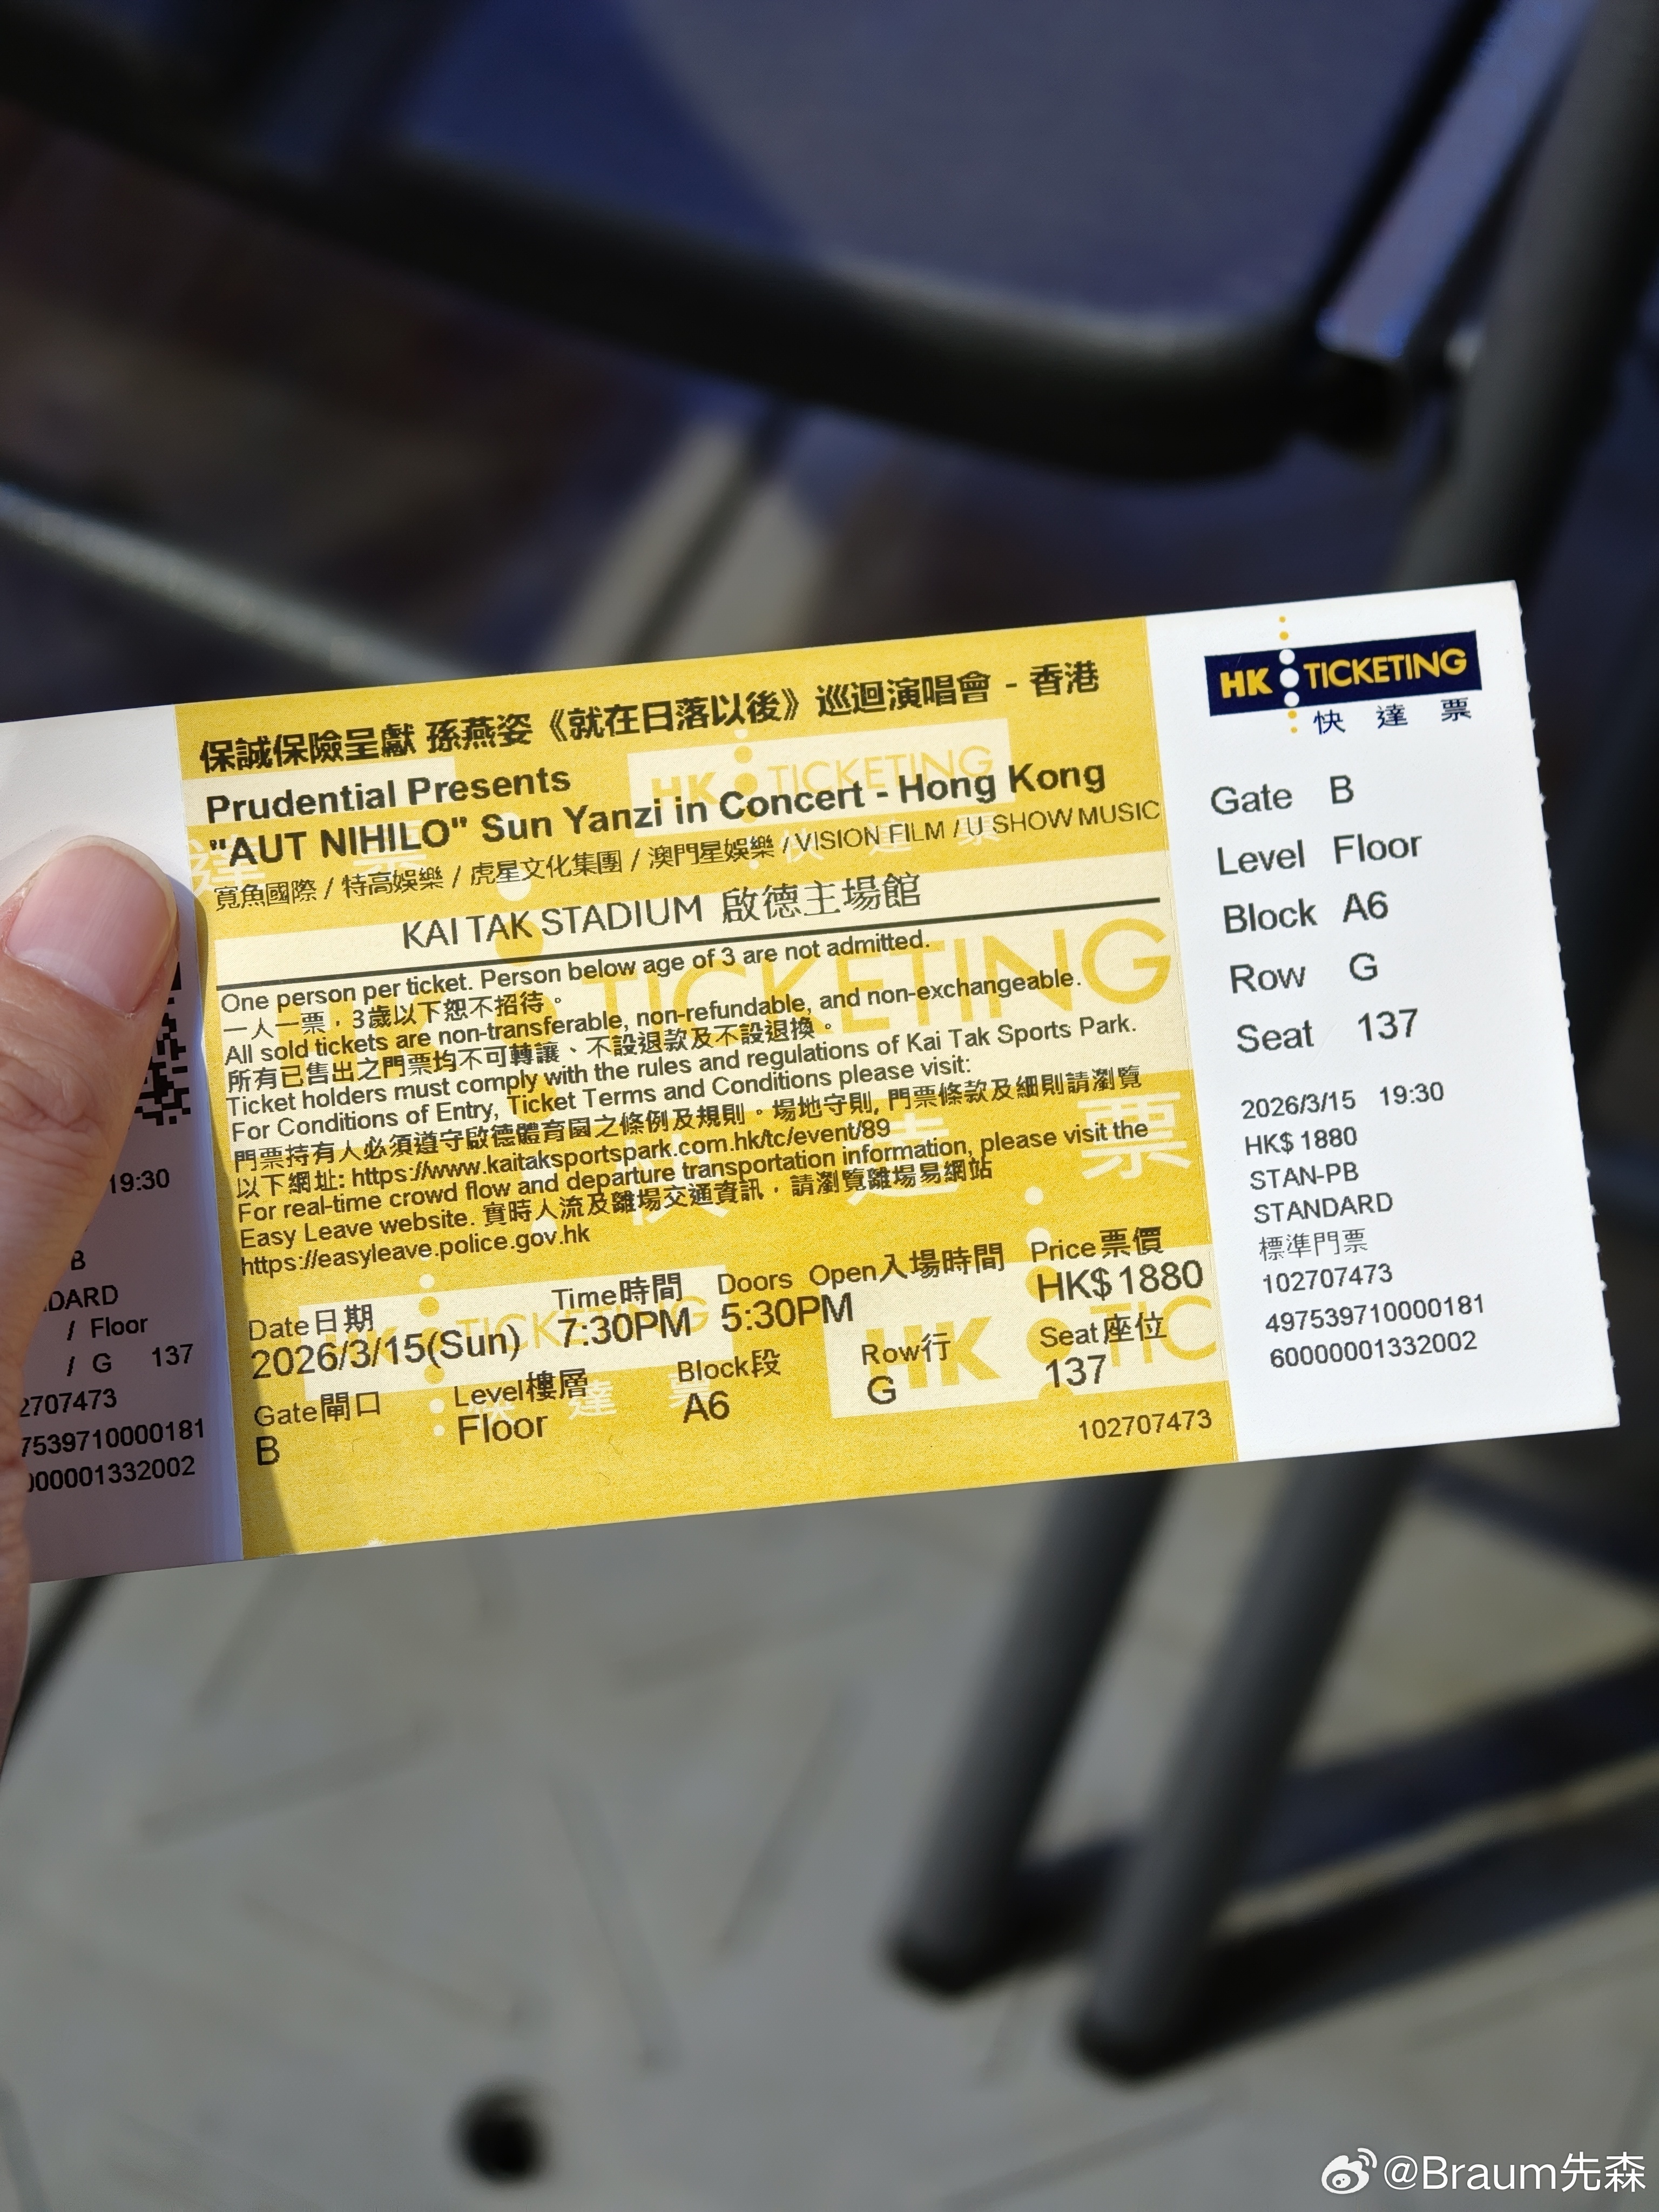 保誠保險呈獻 孫燕姿《就在日落以後》巡迴演唱會 - 香港
Prudential Presents
"AUT NIHILO" Sun Yanzi in Concert - Hong Kong
寬魚國際 / 特高娛樂 / 虎星文化集團 / 澳門星娛樂 / VISION FILM / U SHOW MUSIC
KAI TAK STADIUM 啟德主場館
One person per ticket. Person below age of 3 are not admitted.
一人一票，3歲以下恕不招待。
All sold tickets are non-transferable, non-refundable, and non-exchangeable.
所有已售出之門票均不可轉讓、不設退款及不設退換。
Ticket holders must comply with the rules and regulations of Kai Tak Sports Park.
For Conditions of Entry, Ticket Terms and Conditions please visit:
門票持有人必須遵守啟德體育園之條例及規則。場地守則, 門票條款及細則請瀏覽
以下網址: https://www.kaitaksportspark.com.hk/tc/event/89
For real-time crowd flow and departure transportation information, please visit the
Easy Leave website. 實時人流及離場交通資訊，請瀏覽離場易網站
https://easyleave.police.gov.hk
Date日期 Time時間 Doors Open入場時間 Price票價
2026/3/15(Sun) 7:30PM 5:30PM HK$1880
Gate閘口 Level樓層 Block段 Row行 Seat座位
B Floor A6 G 137
102707473
HK TICKETING
快達票
Gate B
Level Floor
Block A6
Row G
Seat 137
2026/3/15 19:30
HK$1880
STAN-PB
STANDARD
標準門票
102707473
497539710000181
60000001332002
19:30
B
DARD
/ Floor
/ G 137
2707473
7539710000181
000001332002
HK TICKETING
快達票
@Braum先森